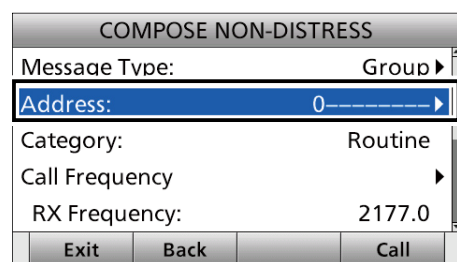 COMPOSE NON-DISTRESS
Message Type: Group
Address: 0--------
Category: Routine
Call Frequency
RX Frequency: 2177.0
Exit Back Call